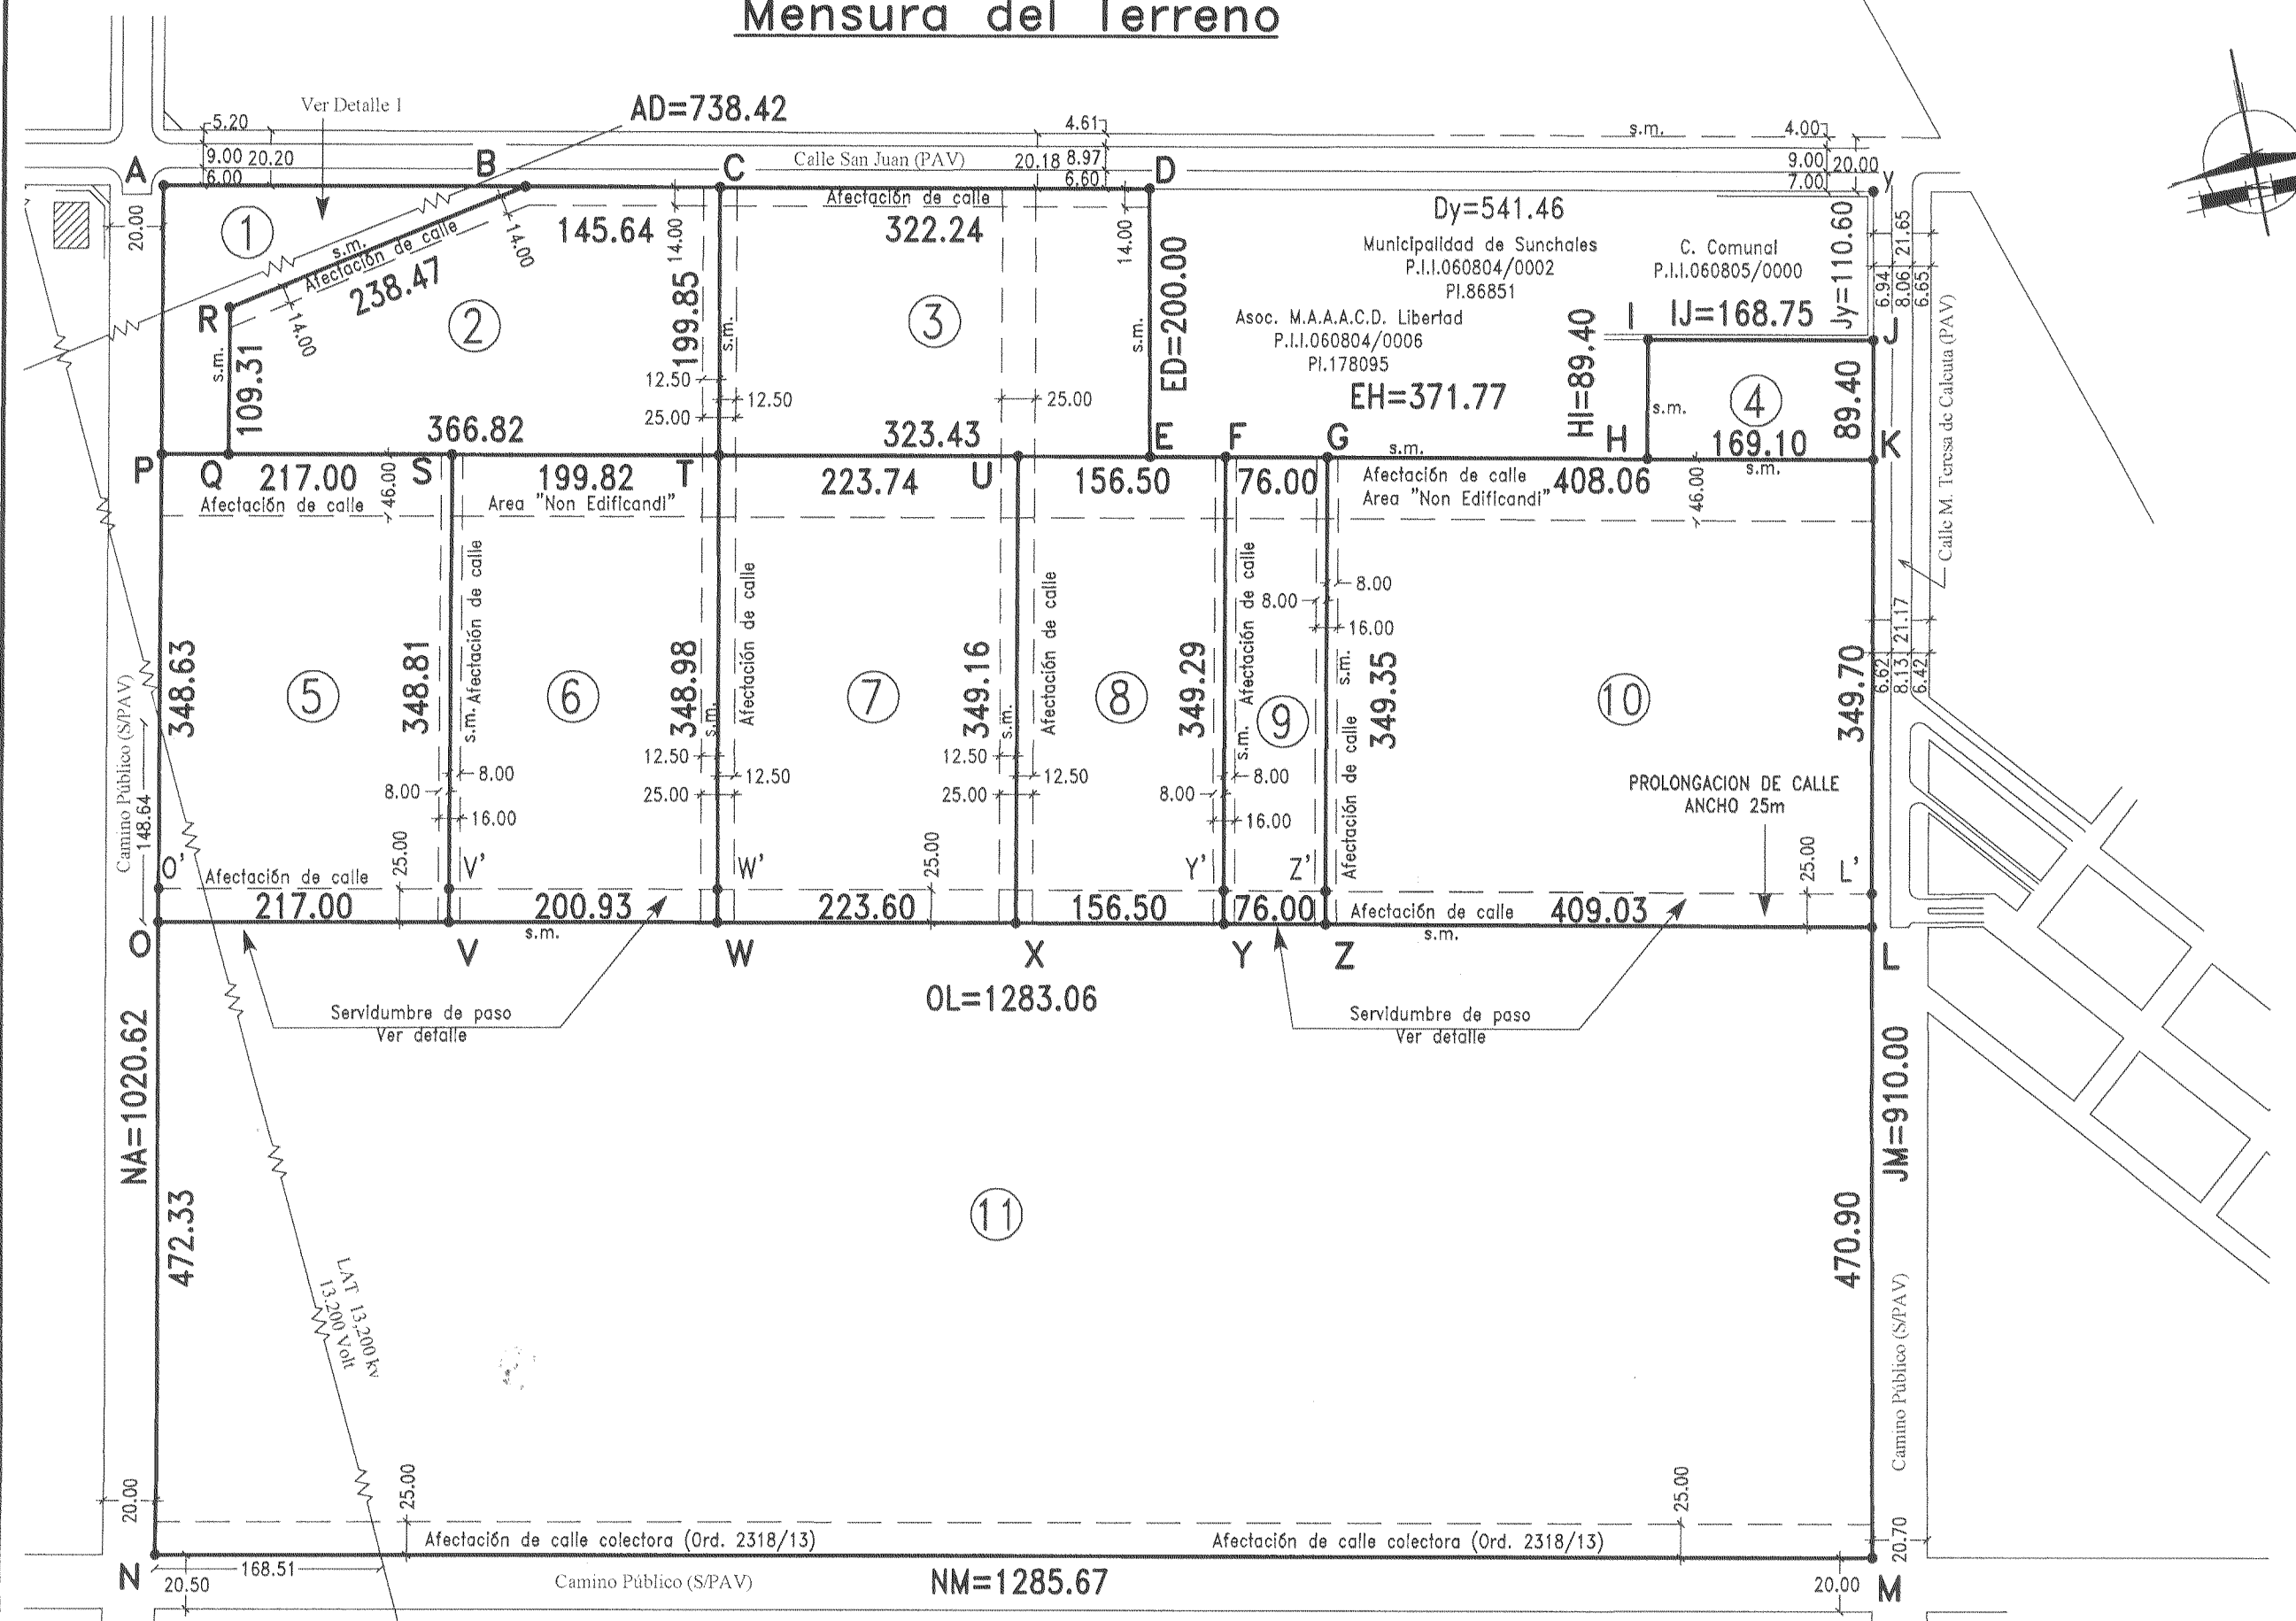 Mensura del Terreno
Ver Detalle 1
AD=738.42
5.20
9.00 20.20
6.00
4.61
Calle San Juan (PAV)
20.18 8.97
6.60
s.m.
4.00
9.00 20.00
7.00
A
B
C
D
y
20.00
1
s.m.
Afectación de calle
238.47
14.00
14.00
145.64
14.00
Afectación de calle
322.24
14.00
Dy=541.46
Municipalidad de Sunchales
P.I.I.060804/0002
Pl.86851
C. Comunal
P.I.I.060805/0000
Asoc. M.A.A.A.C.D. Libertad
P.I.I.060804/0006
Pl.178095
Jy=110.60
6.94
8.06 21.65
6.65
R
s.m.
109.31
2
199.85
s.m.
3
s.m.
ED=200.00
EH=371.77
HI=89.40
I
IJ=168.75
J
s.m.
4
89.40
169.10
s.m.
12.50
12.50
25.00
25.00
366.82
323.43
Calle M. Teresa de Calcuta (PAV)
P
Q
S
T
U
E
F
G
s.m.
H
K
217.00
46.00
199.82
223.74
156.50
76.00
Afectación de calle
Area "Non Edificandi"
408.06
46.00
Afectación de calle
Area "Non Edificandi"
Camino Público (S/PAV)
148.64
348.63
5
348.81
s.m. Afectación de calle
6
348.98
s.m.
Afectación de calle
7
349.16
s.m.
Afectación de calle
8
349.29
s.m. Afectación de calle
9
Afectación de calle s.m.
349.35
10
349.70
6.62
8.13 21.17
6.42
8.00
8.00
16.00
12.50
12.50
25.00
12.50
12.50
25.00
8.00
8.00
16.00
8.00
8.00
16.00
PROLONGACION DE CALLE
ANCHO 25m
25.00
25.00
25.00
O'
V'
W'
Y'
Z'
L'
Afectación de calle
217.00
200.93
223.60
156.50
76.00
Afectación de calle
409.03
s.m.
s.m.
O
V
W
X
Y
Z
L
OL=1283.06
Servidumbre de paso
Ver detalle
Servidumbre de paso
Ver detalle
NA=1020.62
472.33
11
JM=910.00
470.90
LAT 13,200 kv
13.200 Volt
Camino Público (S/PAV)
20.00
25.00
25.00
20.70
Afectación de calle colectora (Ord. 2318/13)
Afectación de calle colectora (Ord. 2318/13)
N
20.50
168.51
Camino Público (S/PAV)
NM=1285.67
20.00
M